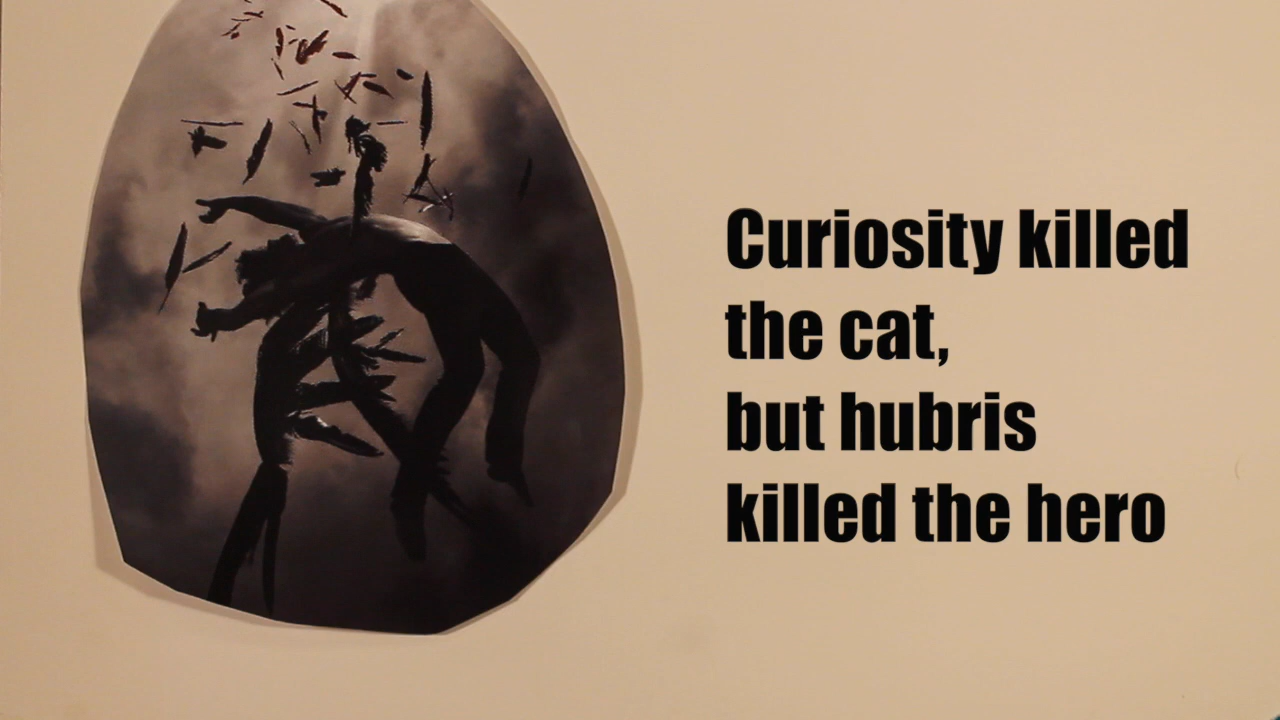 Curiosity killed
the cat,
but hubris
killed the hero